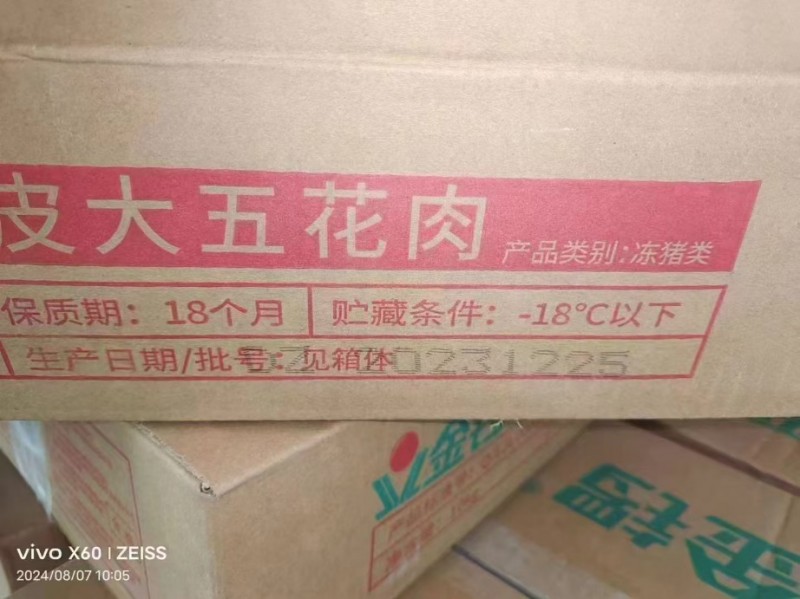 皮大五花肉
产品类别：冻猪类
保质期：18个月
贮藏条件：-18℃以下
生产日期/批号：见箱体
20231225
金锣
vivo X60 | ZEISS
2024/08/07 10:05